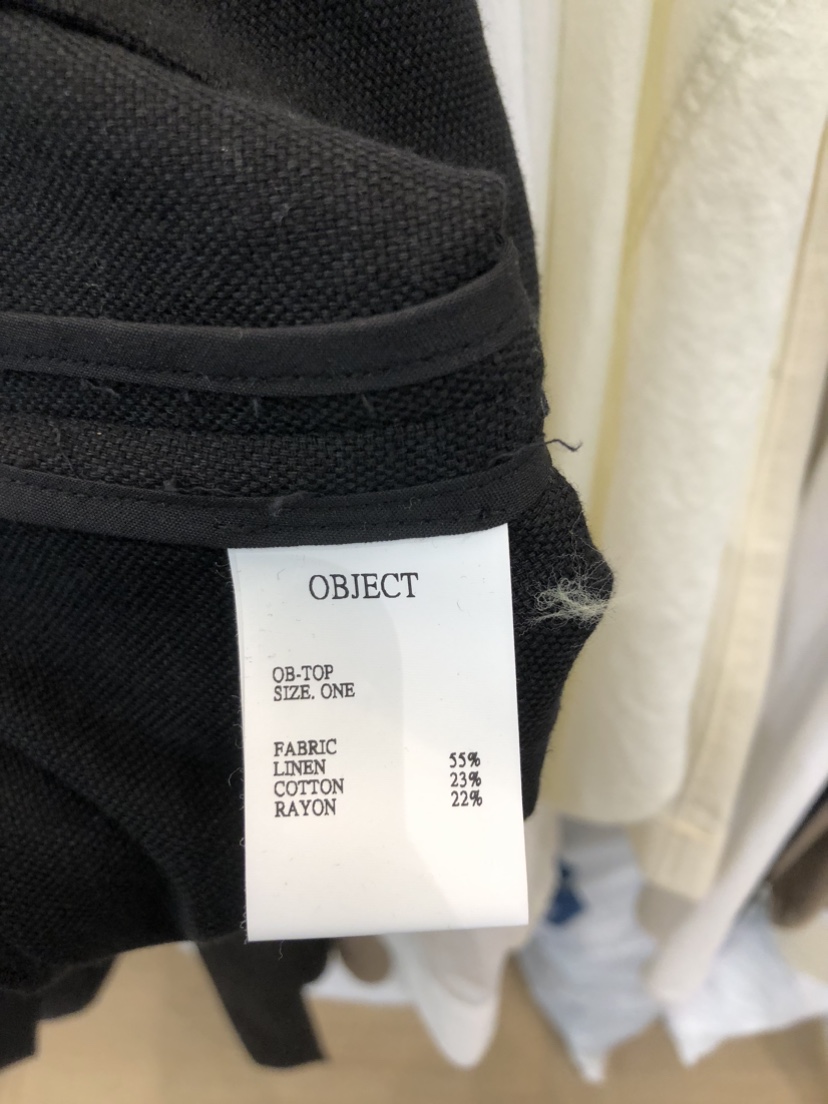 OBJECT
OB-TOP
SIZE. ONE
FABRIC
LINEN 55%
COTTON 23%
RAYON 22%